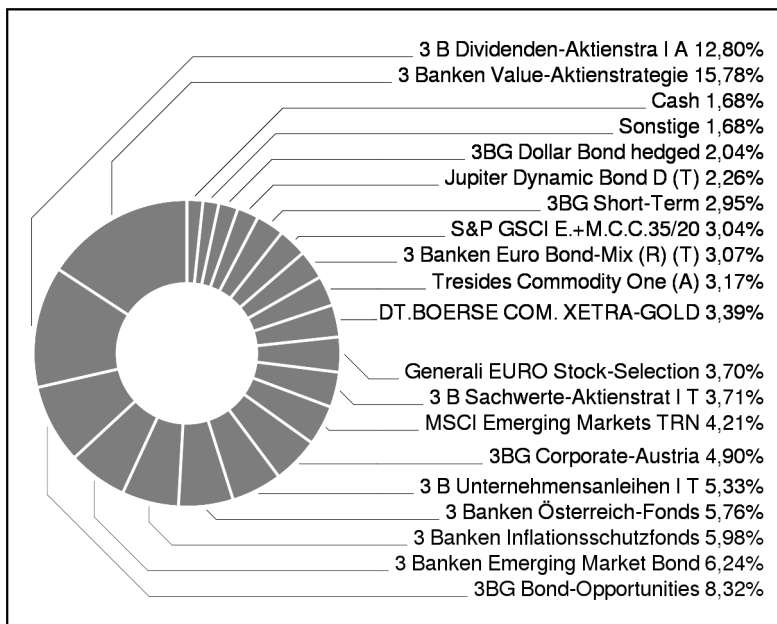 3 B Dividenden-Aktienstra I A 12,80%
3 Banken Value-Aktienstrategie 15,78%
Cash 1,68%
Sonstige 1,68%
3BG Dollar Bond hedged 2,04%
Jupiter Dynamic Bond D (T) 2,26%
3BG Short-Term 2,95%
S&P GSCI E.+M.C.C.35/20 3,04%
3 Banken Euro Bond-Mix (R) (T) 3,07%
Tresides Commodity One (A) 3,17%
DT.BOERSE COM. XETRA-GOLD 3,39%
Generali EURO Stock-Selection 3,70%
3 B Sachwerte-Aktienstrat I T 3,71%
MSCI Emerging Markets TRN 4,21%
3BG Corporate-Austria 4,90%
3 B Unternehmensanleihen I T 5,33%
3 Banken Österreich-Fonds 5,76%
3 Banken Inflationsschutzfonds 5,98%
3 Banken Emerging Market Bond 6,24%
3BG Bond-Opportunities 8,32%